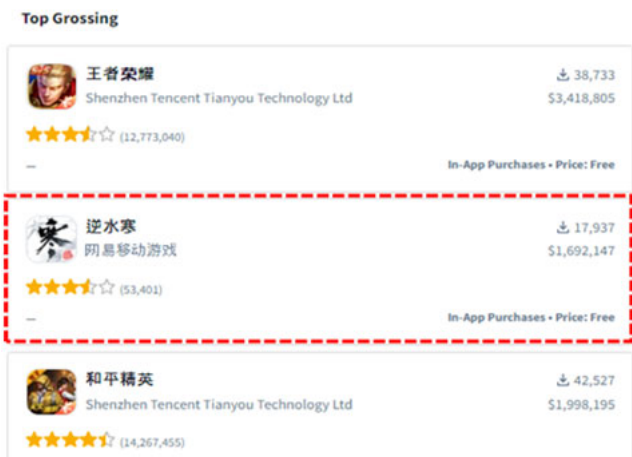 Top Grossing
王者荣耀
38,733
Shenzhen Tencent Tianyou Technology Ltd
$3,418,805
(12,773,040)
—
In-App Purchases • Price: Free
逆水寒
17,937
网易移动游戏
$1,692,147
(53,401)
—
In-App Purchases • Price: Free
寒
和平精英
42,527
Shenzhen Tencent Tianyou Technology Ltd
$1,998,195
(14,267,455)